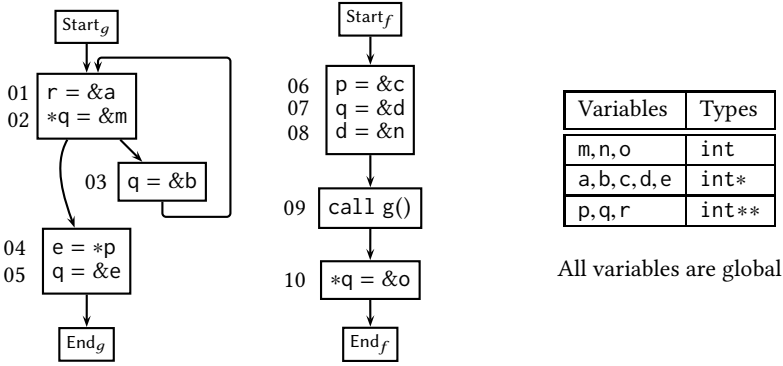 Start_g
01 r = &a
02 *q = &m
03 q = &b
04 e = *p
05 q = &e
End_g
Start_f
06 p = &c
07 q = &d
08 d = &n
09 call g()
10 *q = &o
End_f
Variables Types
m,n,o int
a,b,c,d,e int*
p,q,r int**
All variables are global